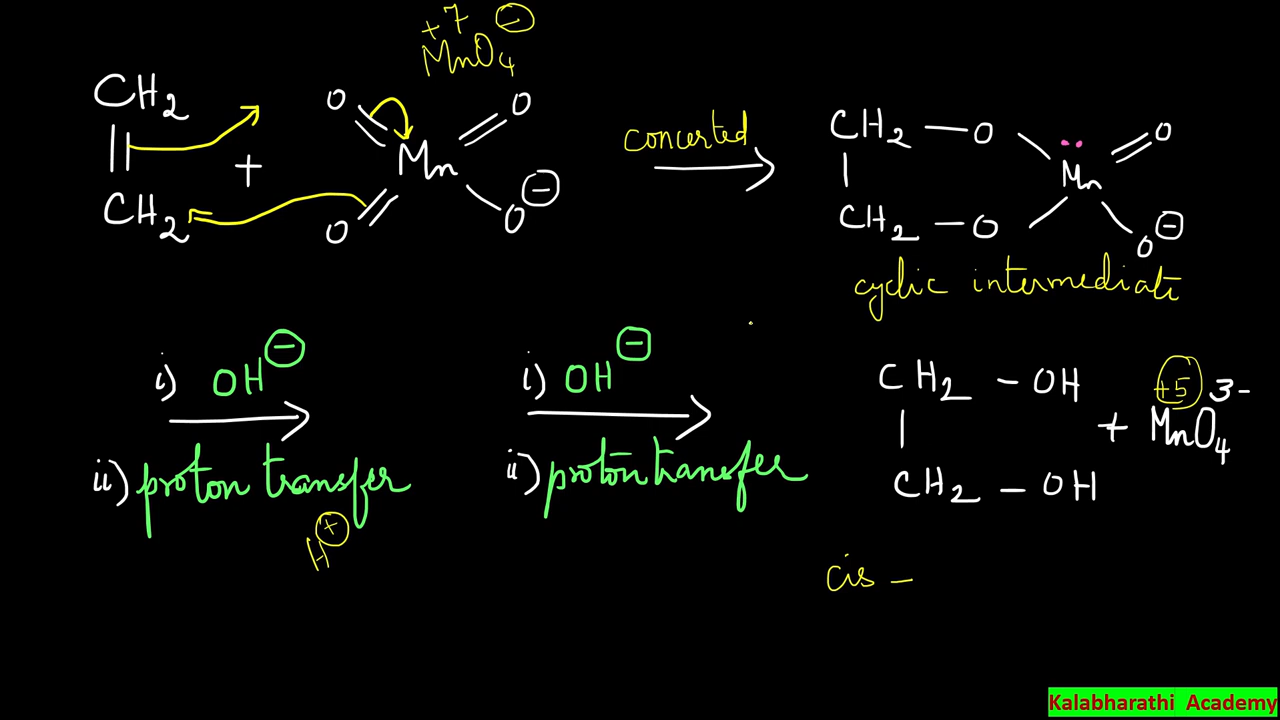 +7
MnO4 ⊖
CH2
||
CH2
+
O O
Mn
O O ⊖
concerted
CH2 — O
|
CH2 — O
Mn
O
O ⊖
cyclic intermediate
i) OH ⊖
ii) proton transfer
H ⊕
i) OH ⊖
ii) proton transfer
CH2 - OH
|
CH2 - OH
+
+5 3-
MnO4
cis -
Kalabharathi Academy